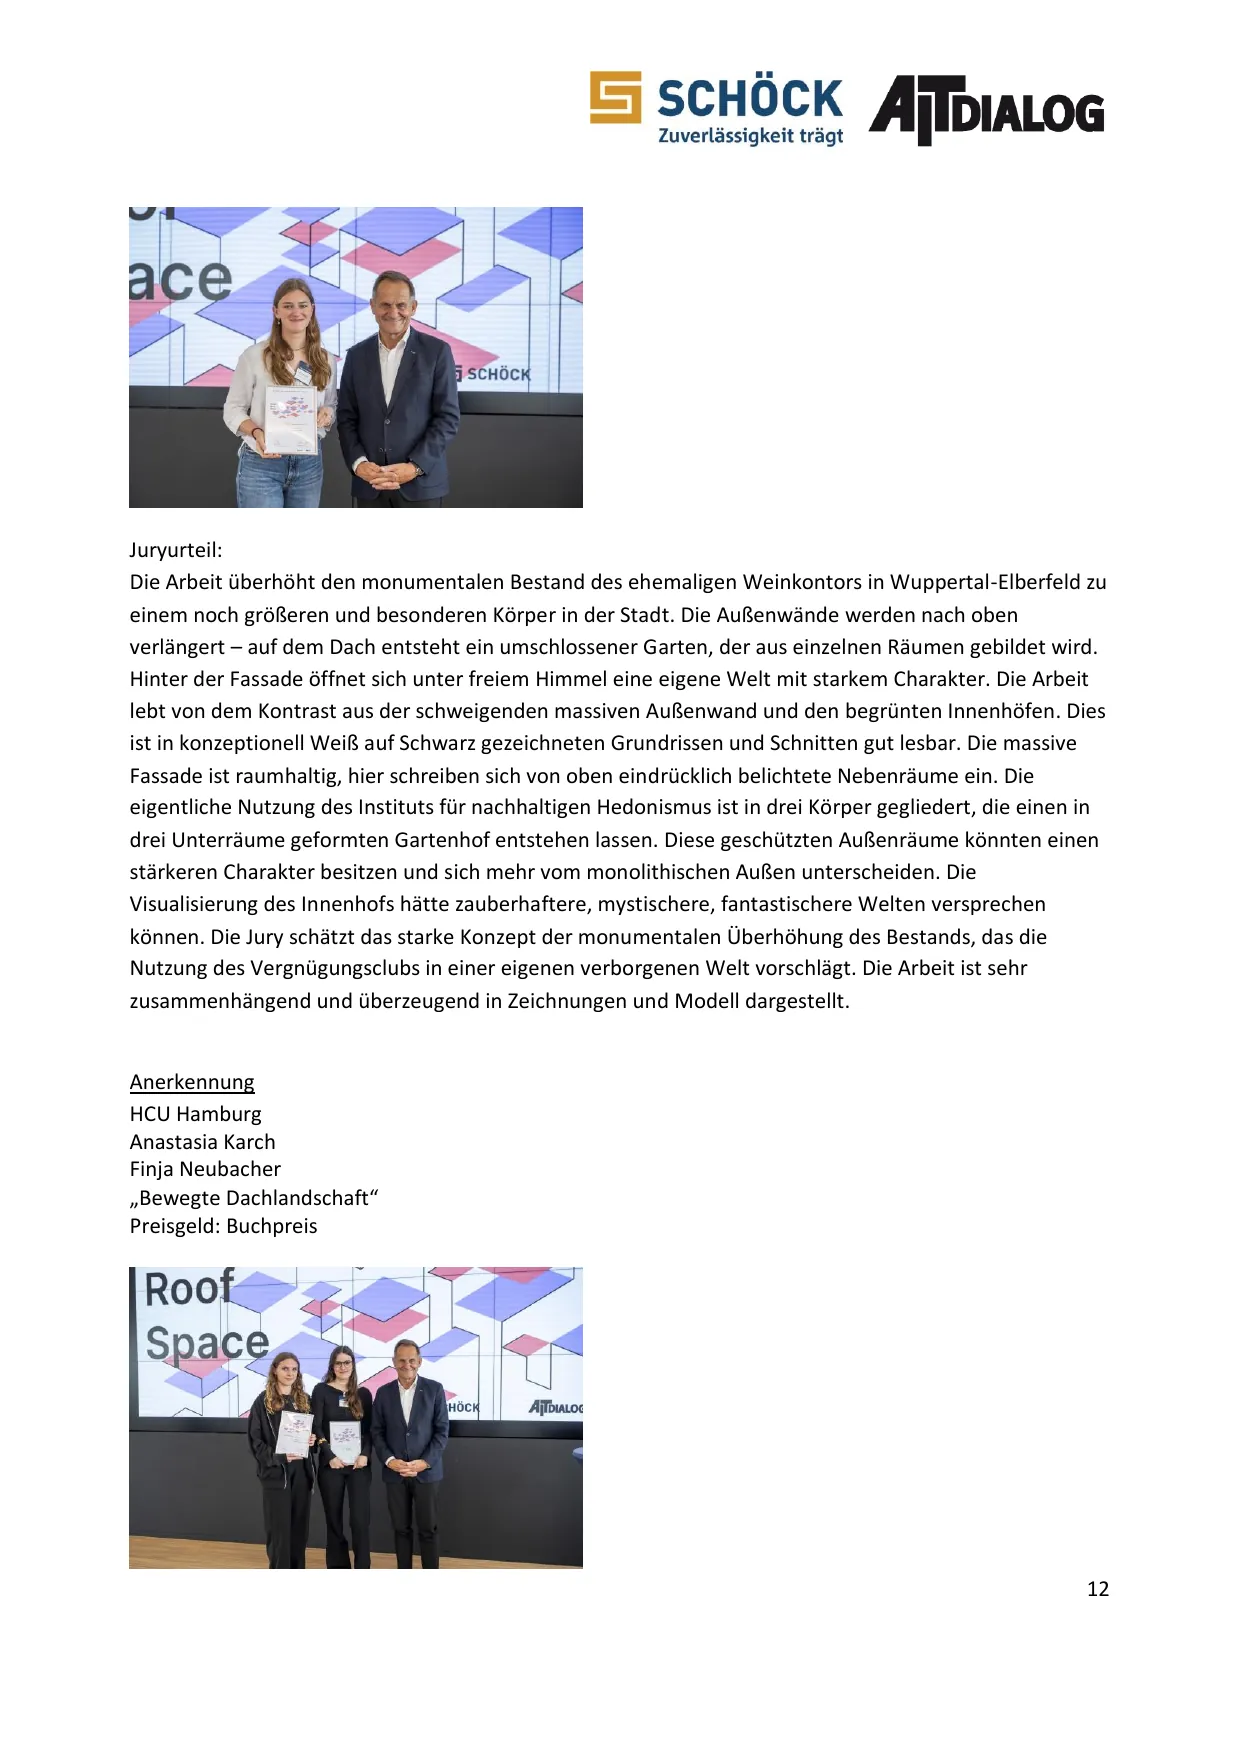 SCHÖCK
Zuverlässigkeit trägt
AITDIALOG
of
ace
SCHÖCK
Juryurteil:
Die Arbeit überhöht den monumentalen Bestand des ehemaligen Weinkontors in Wuppertal-Elberfeld zu
einem noch größeren und besonderen Körper in der Stadt. Die Außenwände werden nach oben
verlängert – auf dem Dach entsteht ein umschlossener Garten, der aus einzelnen Räumen gebildet wird.
Hinter der Fassade öffnet sich unter freiem Himmel eine eigene Welt mit starkem Charakter. Die Arbeit
lebt von dem Kontrast aus der schweigenden massiven Außenwand und den begrünten Innenhöfen. Dies
ist in konzeptionell Weiß auf Schwarz gezeichneten Grundrissen und Schnitten gut lesbar. Die massive
Fassade ist raumhaltig, hier schreiben sich von oben eindrücklich belichtete Nebenräume ein. Die
eigentliche Nutzung des Instituts für nachhaltigen Hedonismus ist in drei Körper gegliedert, die einen in
drei Unterräume geformten Gartenhof entstehen lassen. Diese geschützten Außenräume könnten einen
stärkeren Charakter besitzen und sich mehr vom monolithischen Außen unterscheiden. Die
Visualisierung des Innenhofs hätte zauberhaftere, mystischere, fantastischere Welten versprechen
können. Die Jury schätzt das starke Konzept der monumentalen Überhöhung des Bestands, das die
Nutzung des Vergnügungsclubs in einer eigenen verborgenen Welt vorschlägt. Die Arbeit ist sehr
zusammenhängend und überzeugend in Zeichnungen und Modell dargestellt.
Anerkennung
HCU Hamburg
Anastasia Karch
Finja Neubacher
„Bewegte Dachlandschaft“
Preisgeld: Buchpreis
Roof
Space
HÖCK
AITDIALOG
12